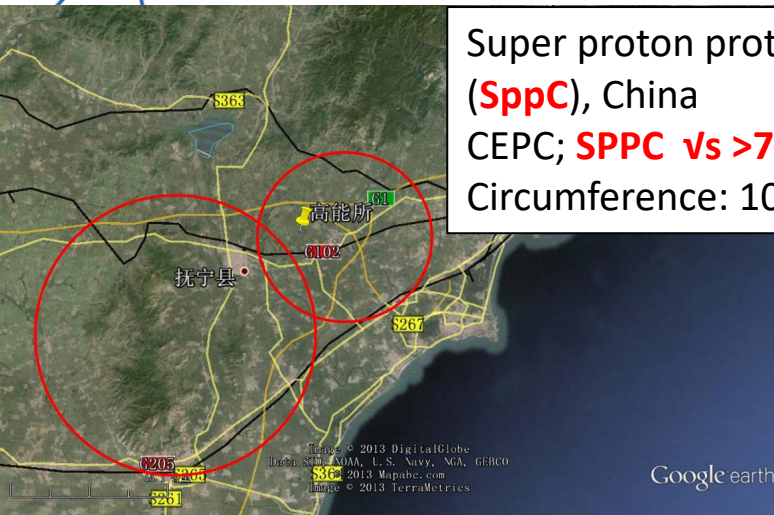 Super proton prot
(SppC), China
CEPC; SPPC √s >7
Circumference: 10
S363
G1
高能所
G102
抚宁县
S267
G205
S261
Image © 2013 DigitalGlobe
Data SIO, NOAA, U.S. Navy, NGA, GEBCO
© 2013 Mapabc.com
Image © 2013 TerraMetrics
Google earth